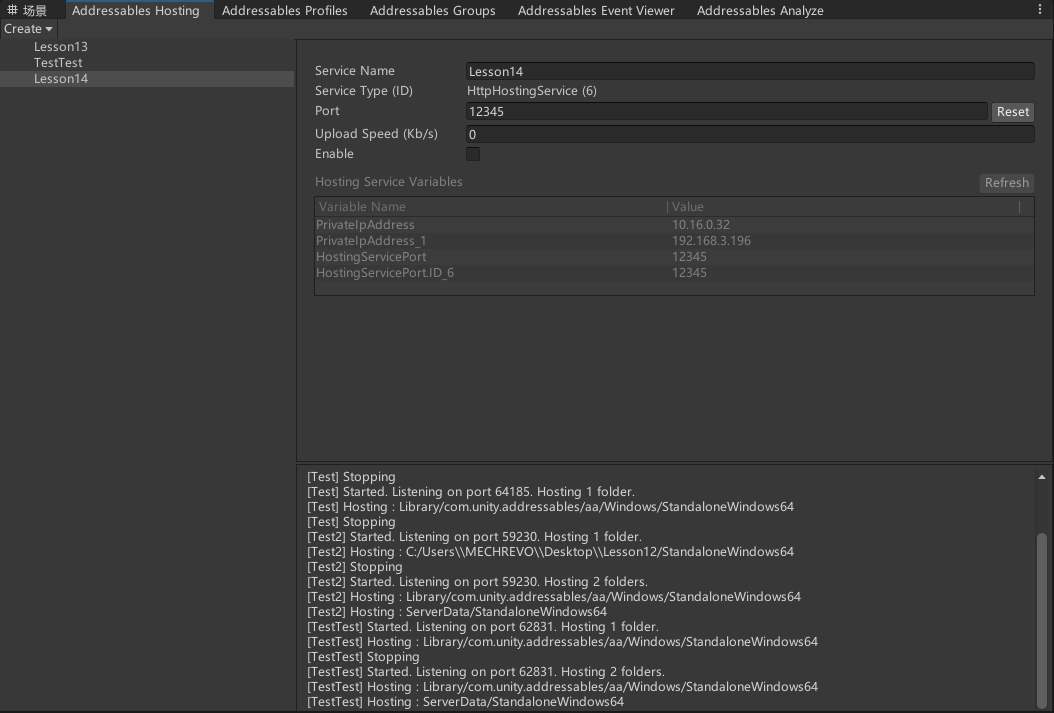 场景 Addressables Hosting Addressables Profiles Addressables Groups Addressables Event Viewer Addressables Analyze
Create
Lesson13
TestTest
Lesson14
Service Name Lesson14
Service Type (ID) HttpHostingService (6)
Port 12345 Reset
Upload Speed (Kb/s) 0
Enable
Hosting Service Variables Refresh
Variable Name Value
PrivateIpAddress 10.16.0.32
PrivateIpAddress_1 192.168.3.196
HostingServicePort 12345
HostingServicePort.ID_6 12345
[Test] Stopping
[Test] Started. Listening on port 64185. Hosting 1 folder.
[Test] Hosting : Library/com.unity.addressables/aa/Windows/StandaloneWindows64
[Test] Stopping
[Test2] Started. Listening on port 59230. Hosting 1 folder.
[Test2] Hosting : C:/Users\\MECHREVO\\Desktop\\Lesson12/StandaloneWindows64
[Test2] Stopping
[Test2] Started. Listening on port 59230. Hosting 2 folders.
[Test2] Hosting : Library/com.unity.addressables/aa/Windows/StandaloneWindows64
[Test2] Hosting : ServerData/StandaloneWindows64
[TestTest] Started. Listening on port 62831. Hosting 1 folder.
[TestTest] Hosting : Library/com.unity.addressables/aa/Windows/StandaloneWindows64
[TestTest] Stopping
[TestTest] Started. Listening on port 62831. Hosting 2 folders.
[TestTest] Hosting : Library/com.unity.addressables/aa/Windows/StandaloneWindows64
[TestTest] Hosting : ServerData/StandaloneWindows64